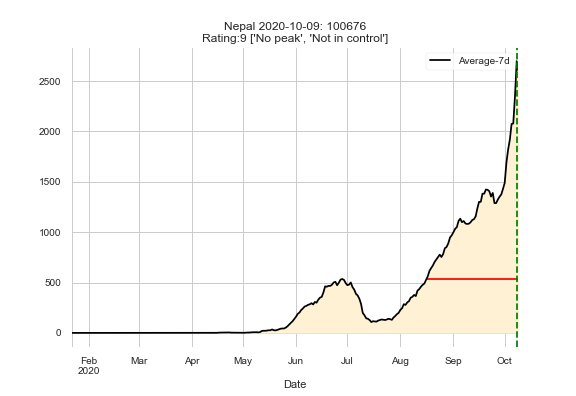 Nepal 2020-10-09: 100676
Rating:9 ['No peak', 'Not in control']
Average-7d
2500
2000
1500
1000
500
0
Feb Mar Apr May Jun Jul Aug Sep Oct
2020
Date